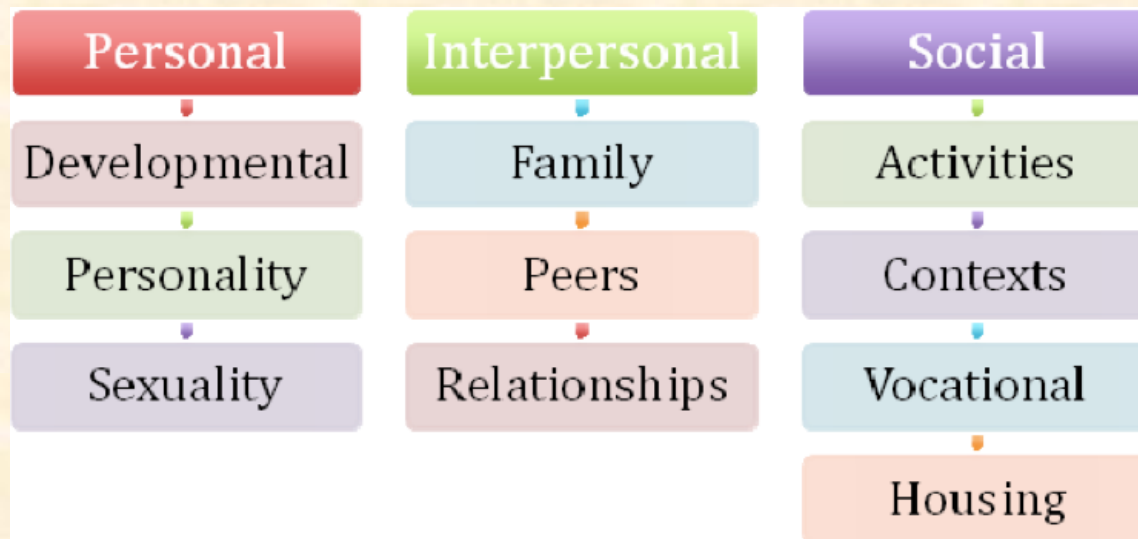 Personal
Developmental
Personality
Sexuality
Interpersonal
Family
Peers
Relationships
Social
Activities
Contexts
Vocational
Housing